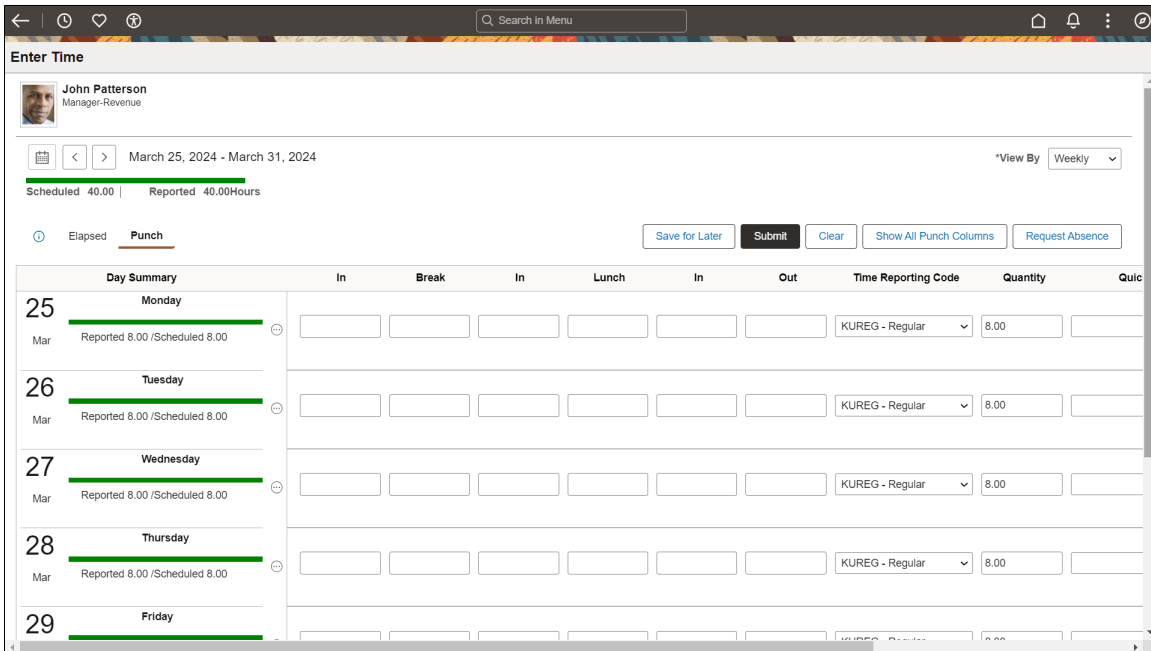 Search in Menu
Enter Time
John Patterson
Manager-Revenue
March 25, 2024 - March 31, 2024
*View By Weekly
Scheduled 40.00 | Reported 40.00Hours
Elapsed Punch Save for Later Submit Clear Show All Punch Columns Request Absence
Day Summary In Break In Lunch In Out Time Reporting Code Quantity Quic
25 Monday
Mar Reported 8.00 /Scheduled 8.00 KUREG - Regular 8.00
26 Tuesday
Mar Reported 8.00 /Scheduled 8.00 KUREG - Regular 8.00
27 Wednesday
Mar Reported 8.00 /Scheduled 8.00 KUREG - Regular 8.00
28 Thursday
Mar Reported 8.00 /Scheduled 8.00 KUREG - Regular 8.00
29 Friday